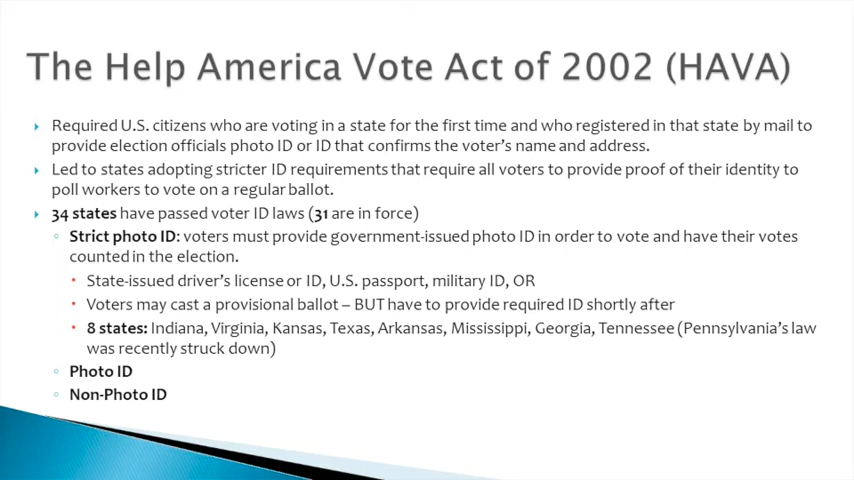 The Help America Vote Act of 2002 (HAVA)
Required U.S. citizens who are voting in a state for the first time and who registered in that state by mail to
provide election officials photo ID or ID that confirms the voter's name and address.
Led to states adopting stricter ID requirements that require all voters to provide proof of their identity to
poll workers to vote on a regular ballot.
34 states have passed voter ID laws (31 are in force)
Strict photo ID: voters must provide government-issued photo ID in order to vote and have their votes
counted in the election.
State-issued driver's license or ID, U.S. passport, military ID, OR
Voters may cast a provisional ballot – BUT have to provide required ID shortly after
8 states: Indiana, Virginia, Kansas, Texas, Arkansas, Mississippi, Georgia, Tennessee (Pennsylvania's law
was recently struck down)
Photo ID
Non-Photo ID